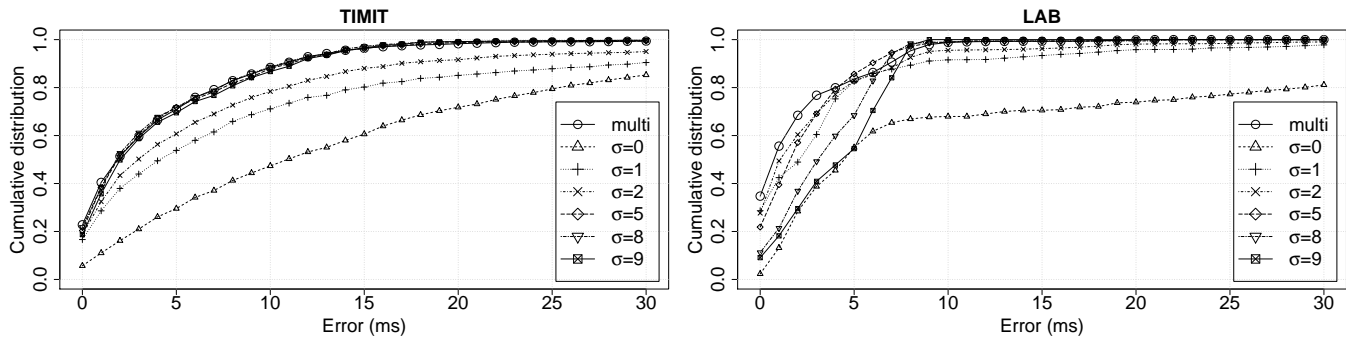 TIMIT
Cumulative distribution
0.0 0.2 0.4 0.6 0.8 1.0
multi
σ=0
σ=1
σ=2
σ=5
σ=8
σ=9
0 5 10 15 20 25 30
Error (ms)
LAB
Cumulative distribution
0.0 0.2 0.4 0.6 0.8 1.0
multi
σ=0
σ=1
σ=2
σ=5
σ=8
σ=9
0 5 10 15 20 25 30
Error (ms)